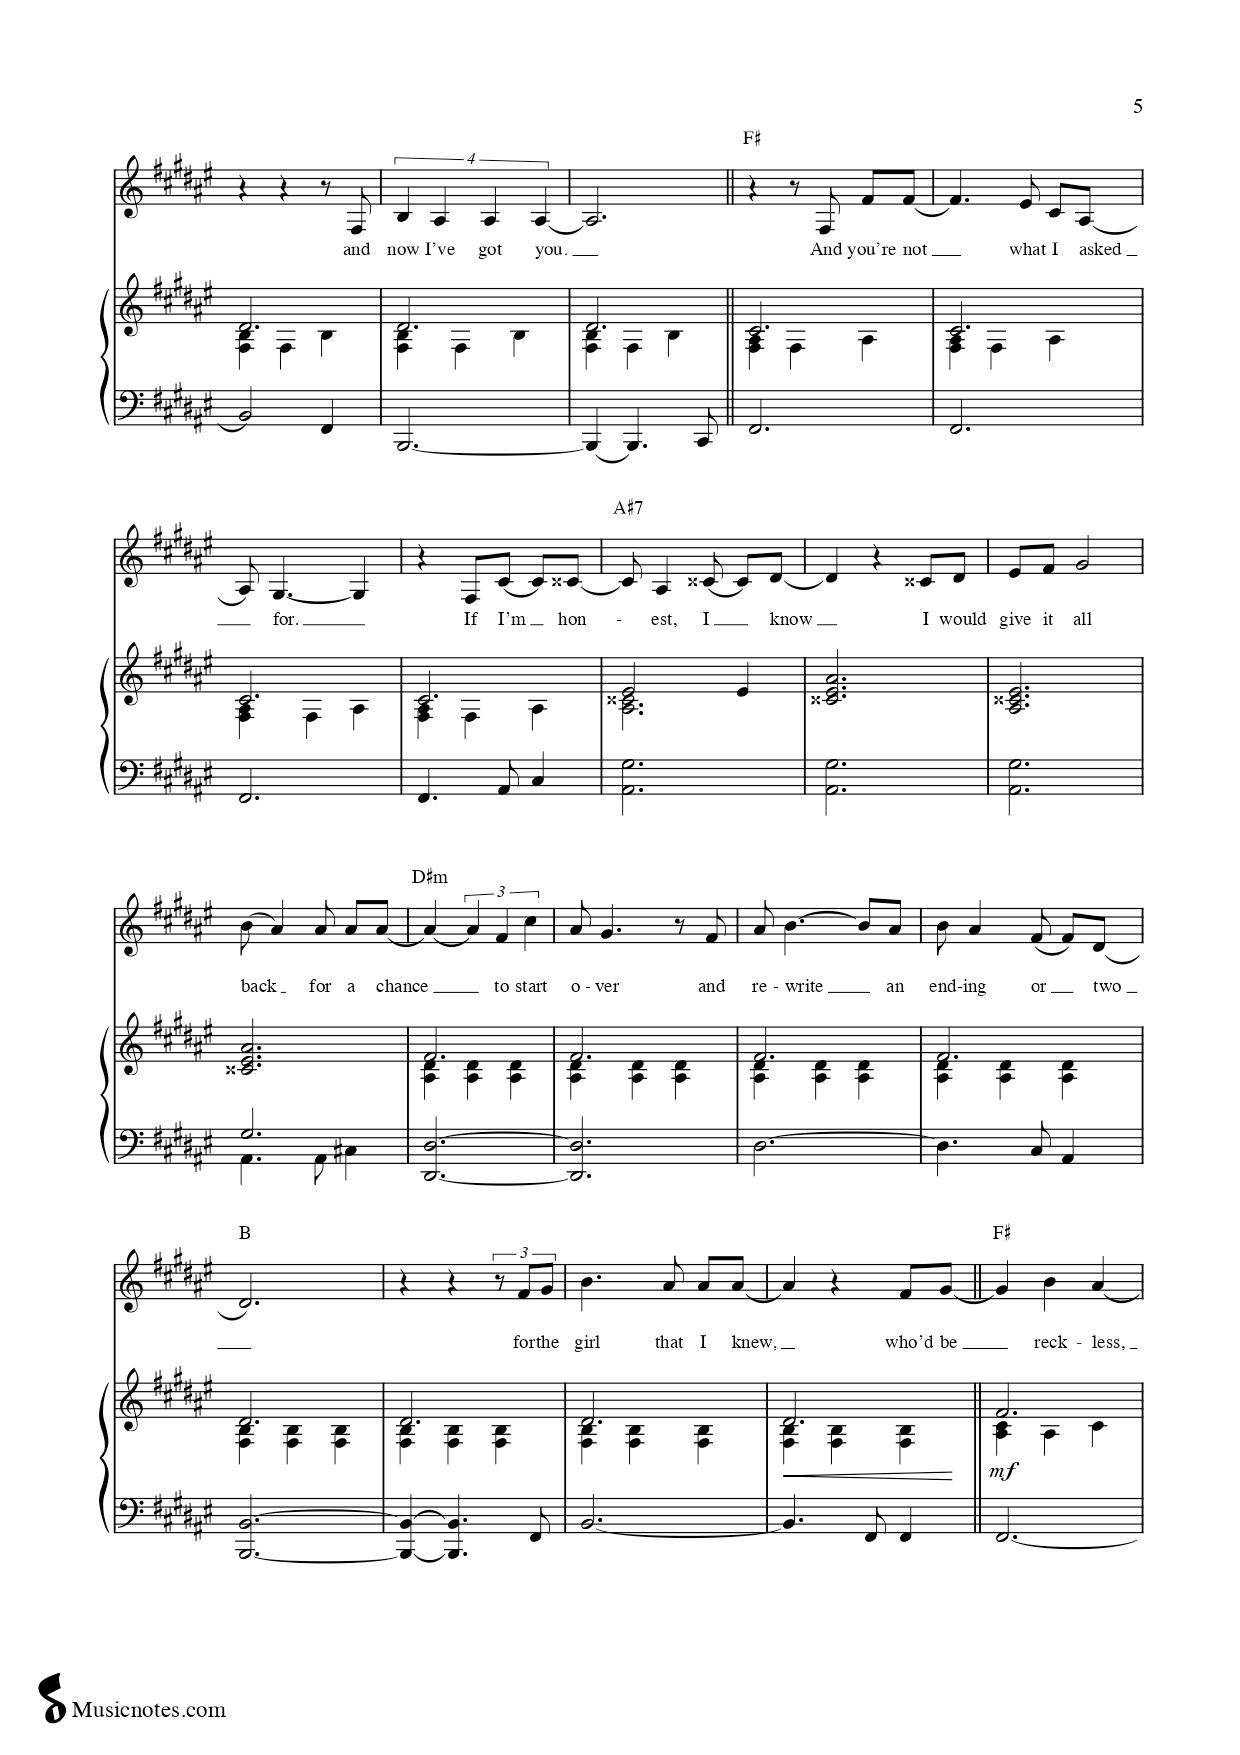 5
F♯
4
and now I've got you. And you're not what I asked
A♯7
for. If I'm hon - est, I know I would give it all
D♯m
3
back for a chance to start o - ver and re - write an end-ing or two
B F♯
3
forthe girl that I knew, who'd be reck - less,
mf
Musicnotes.com